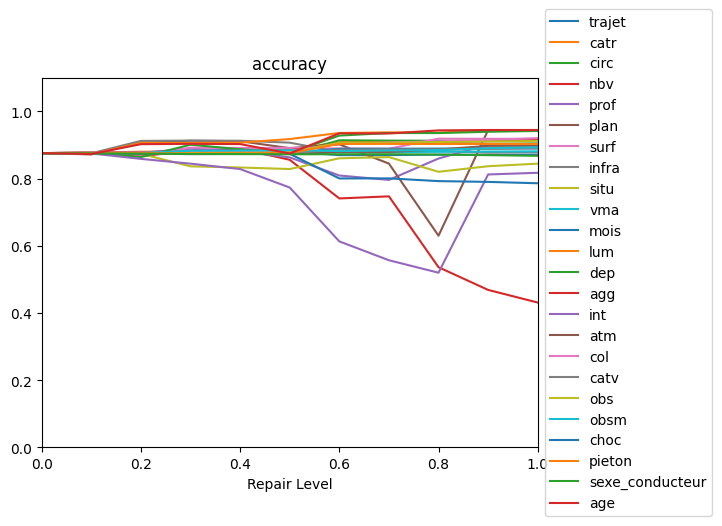 accuracy
1.0
0.8
0.6
0.4
0.2
0.0
0.0 0.2 0.4 0.6 0.8 1.0
Repair Level
trajet
catr
circ
nbv
prof
plan
surf
infra
situ
vma
mois
lum
dep
agg
int
atm
col
catv
obs
obsm
choc
pieton
sexe_conducteur
age